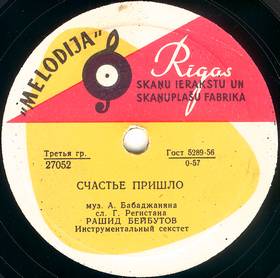 "MELODIJA"
Rīgas
SKAŅU IERAKSTU UN
SKAŅUPLAŠU FABRIKA
Третья гр.
27052
Гост 5289-56
0-57
СЧАСТЬЕ ПРИШЛО
муз. А. Бабаджаняна
сл. Г. Регистана
РАШИД БЕЙБУТОВ
Инструментальный секстет